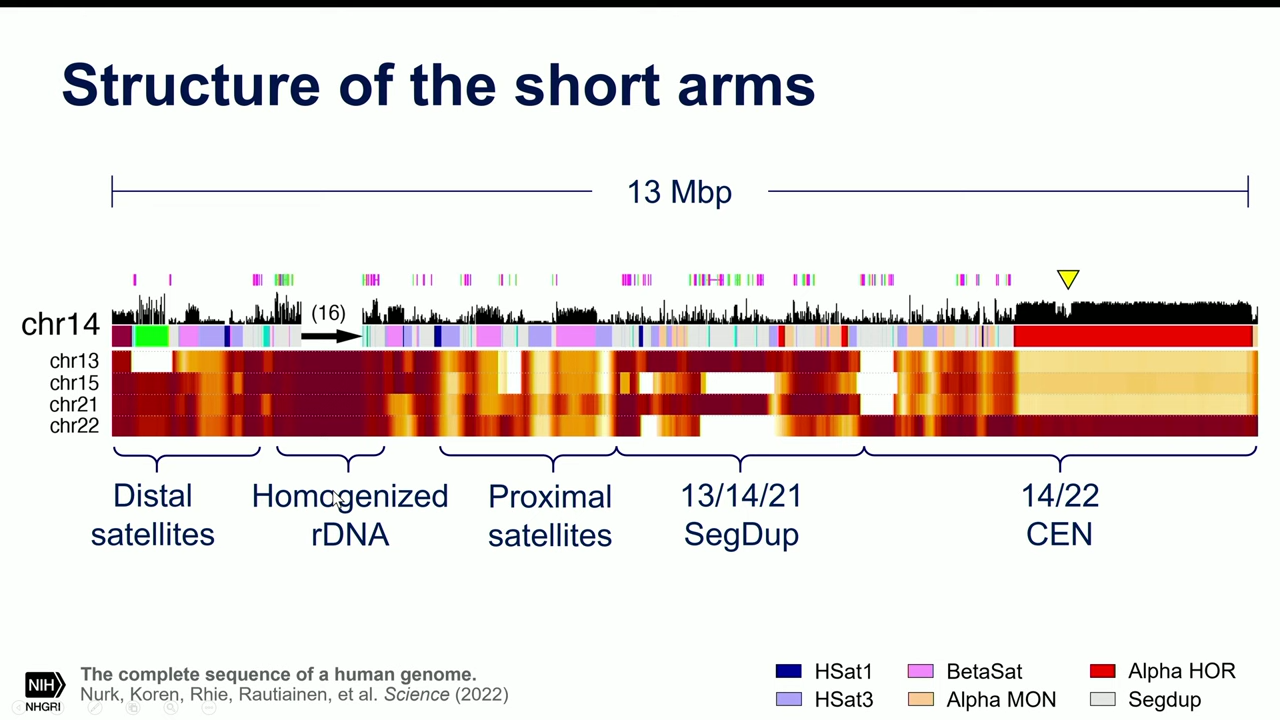 Structure of the short arms
13 Mbp
chr14
(16)
chr13
chr15
chr21
chr22
Distal
satellites
Homogenized
rDNA
Proximal
satellites
13/14/21
SegDup
14/22
CEN
NIH
NHGRI
The complete sequence of a human genome.
Nurk, Koren, Rhie, Rautiainen, et al. Science (2022)
HSat1
BetaSat
Alpha HOR
HSat3
Alpha MON
Segdup